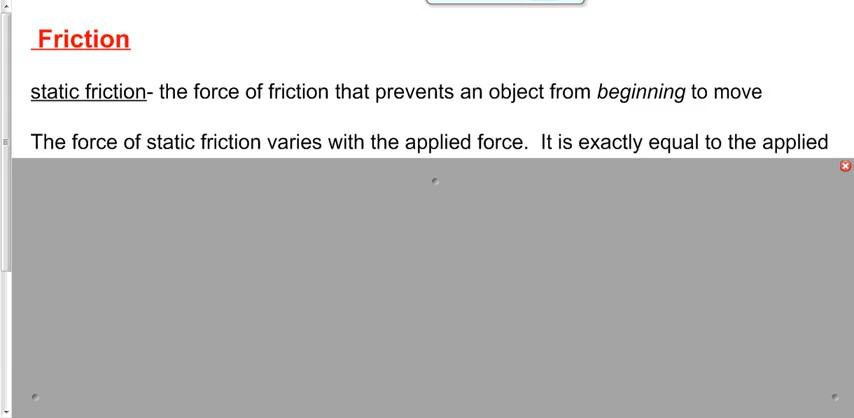 Friction
static friction- the force of friction that prevents an object from beginning to move
The force of static friction varies with the applied force.  It is exactly equal to the applied